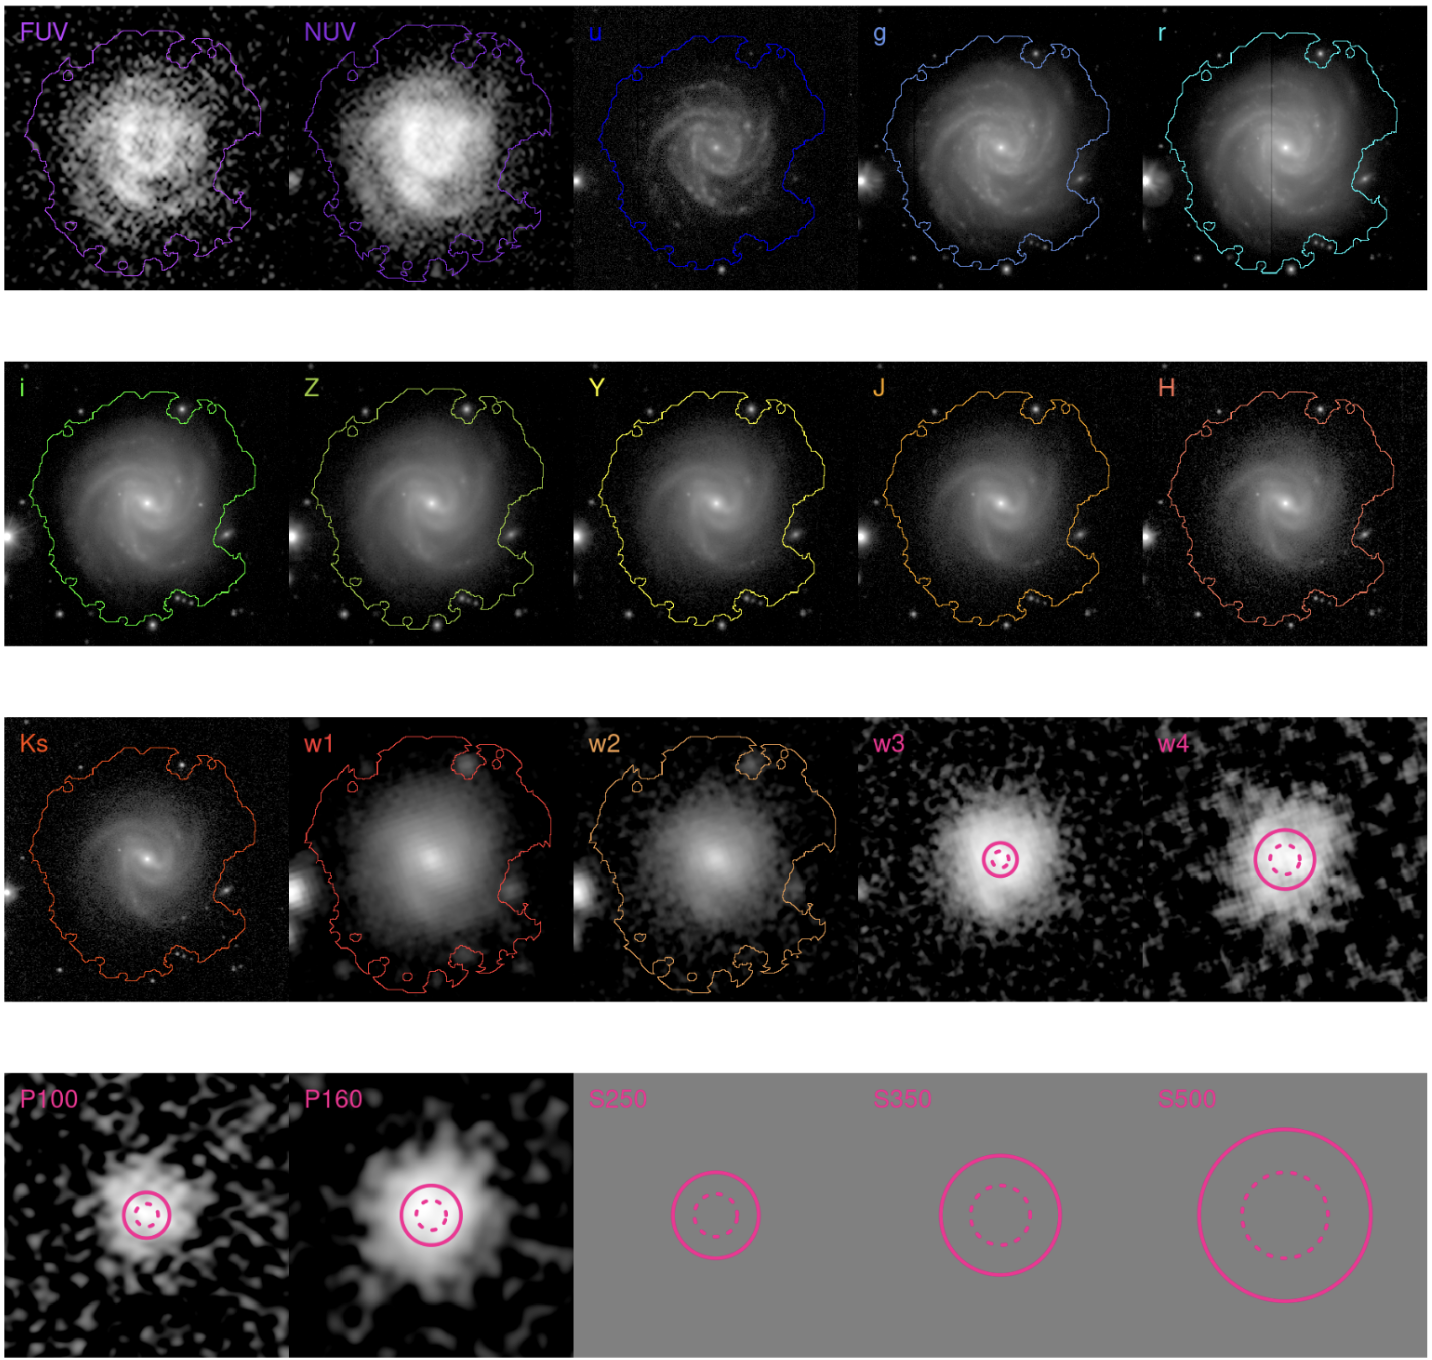 FUV NUV u g r
i Z Y J H
Ks w1 w2 w3 w4
P100 P160 S250 S350 S500